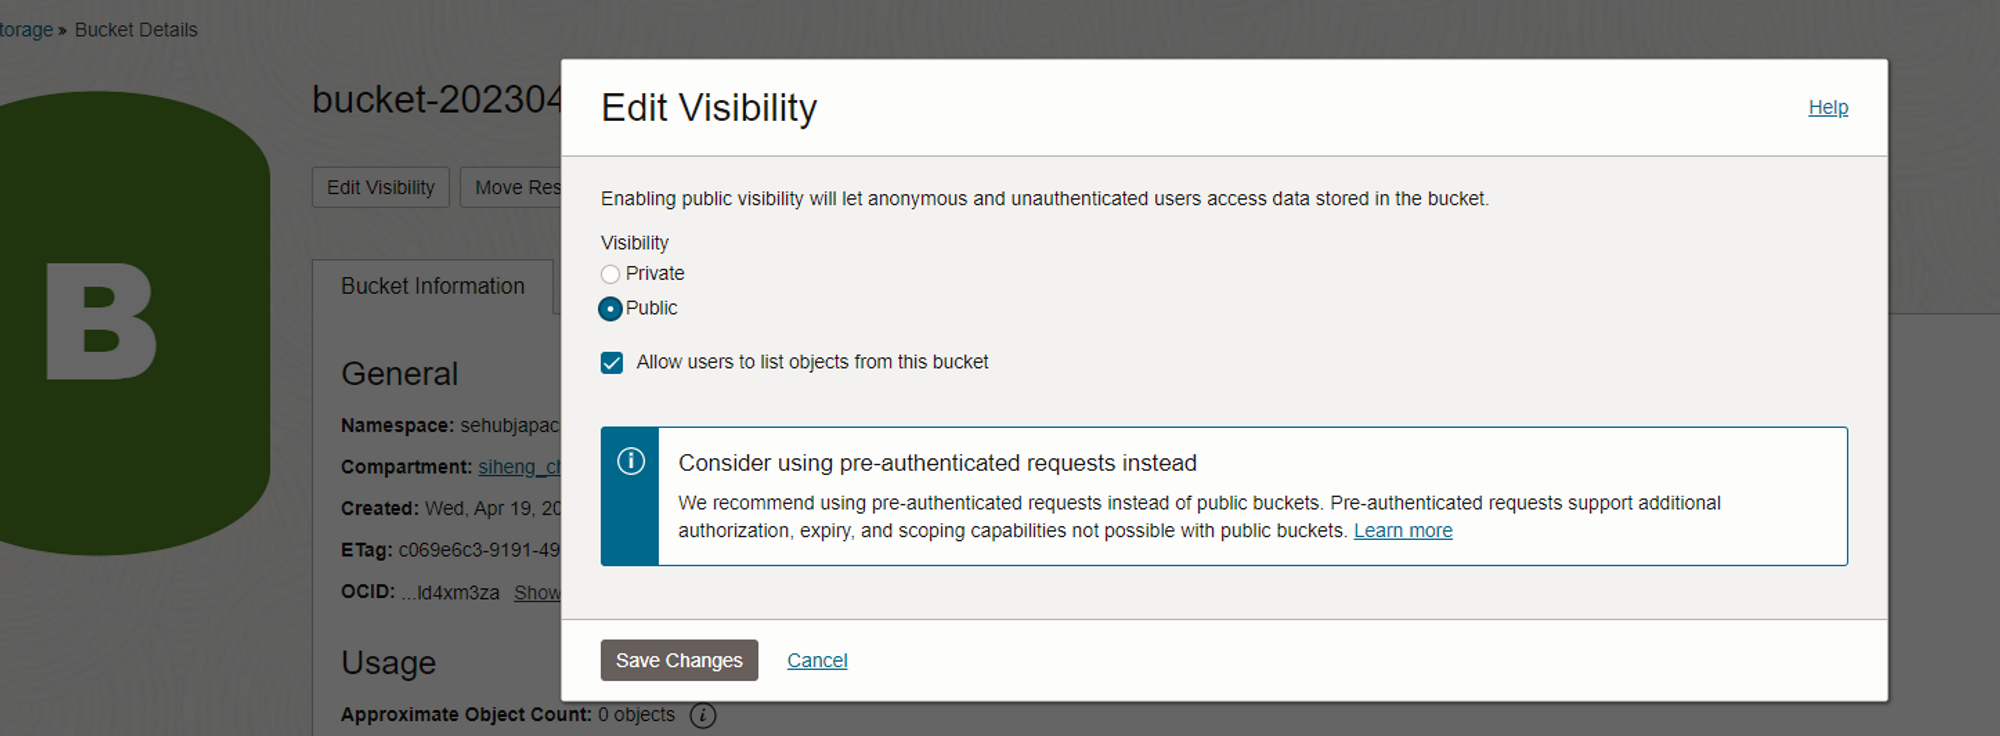 torage » Bucket Details
B
bucket-202304
Edit Visibility
Move Res
Bucket Information
General
Namespace: sehubjapac
Compartment: siheng_ch
Created: Wed, Apr 19, 20
ETag: c069e6c3-9191-49
OCID: ...ld4xm3za Show
Usage
Approximate Object Count: 0 objects
Edit Visibility
Help
Enabling public visibility will let anonymous and unauthenticated users access data stored in the bucket.
Visibility
Private
Public
Allow users to list objects from this bucket
Consider using pre-authenticated requests instead
We recommend using pre-authenticated requests instead of public buckets. Pre-authenticated requests support additional
authorization, expiry, and scoping capabilities not possible with public buckets. Learn more
Save Changes
Cancel